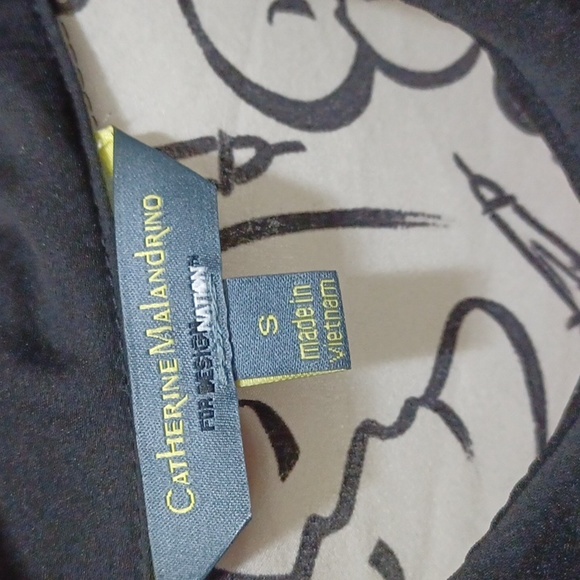 CATHERINE MALANDRINO
FOR DESIGNATION
S
made in
vietnam